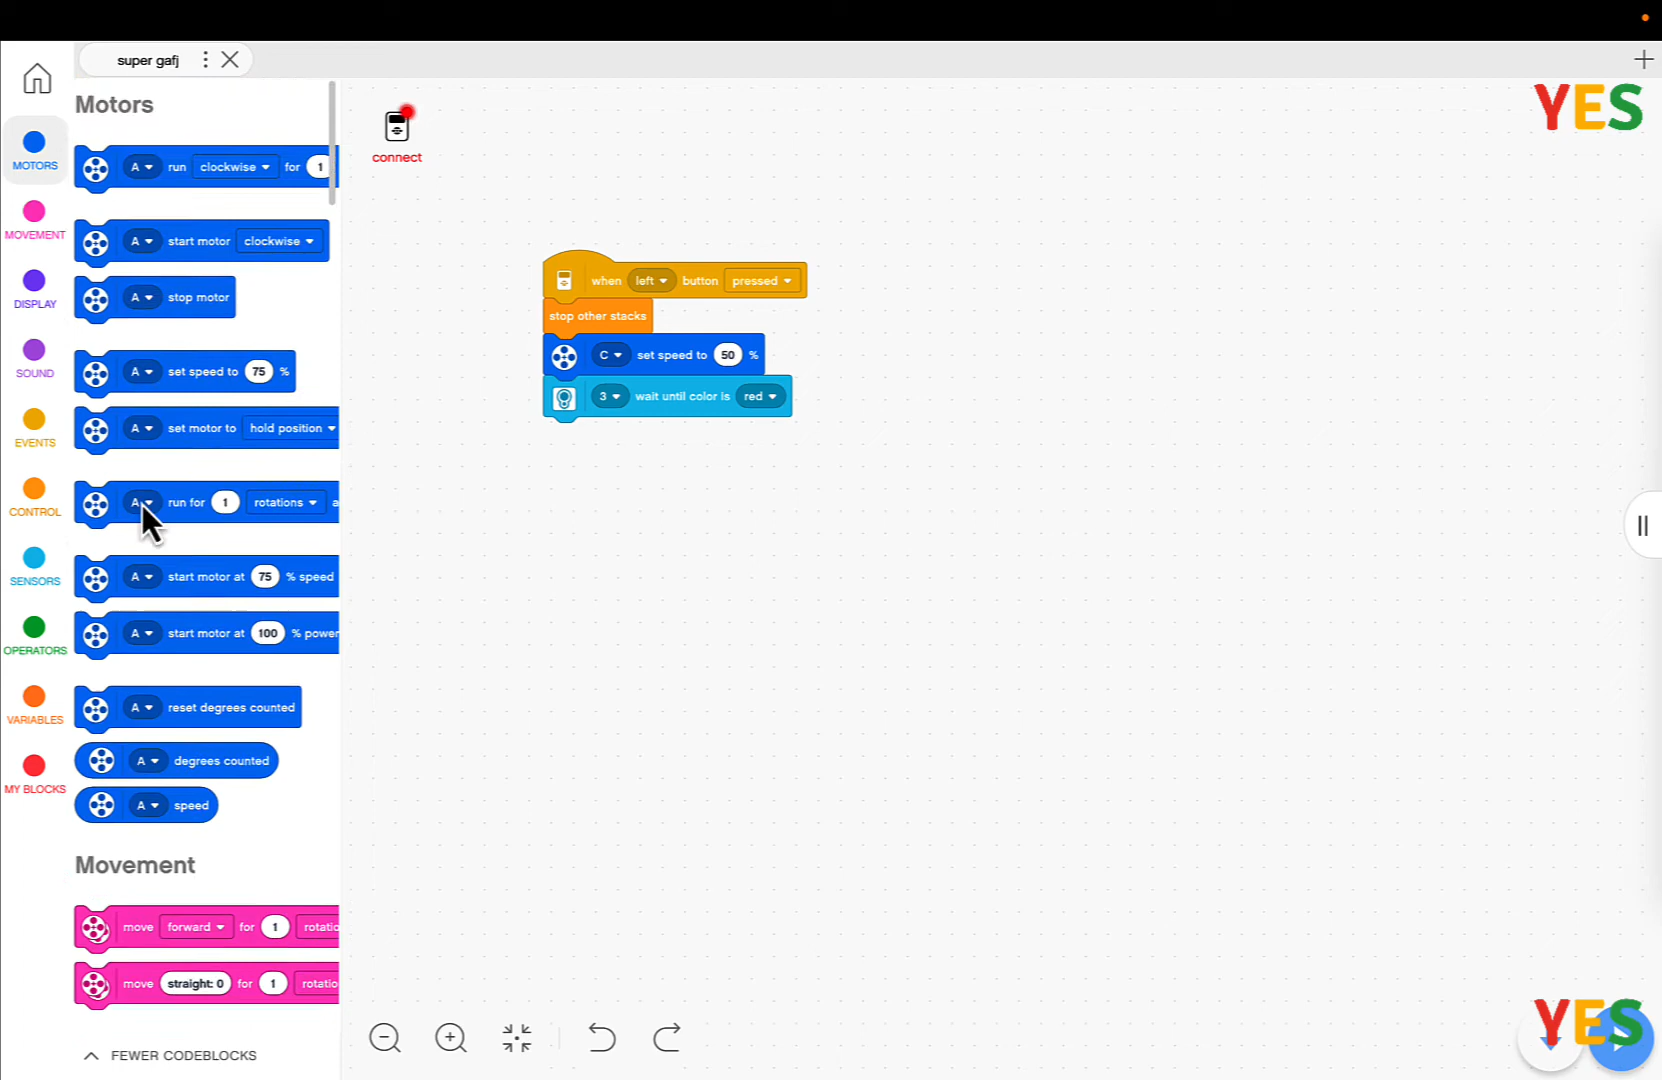 super gafj
YES
Motors
MOTORS
MOVEMENT
DISPLAY
SOUND
EVENTS
CONTROL
SENSORS
OPERATORS
VARIABLES
MY BLOCKS
A run clockwise for 1
A start motor clockwise
A stop motor
A set speed to 75 %
A set motor to hold position
A run for 1 rotations a
A start motor at 75 % speed
A start motor at 100 % power
A reset degrees counted
A degrees counted
A speed
Movement
move forward for 1 rotatio
move straight: 0 for 1 rotatio
FEWER CODEBLOCKS
connect
when left button pressed
stop other stacks
C set speed to 50 %
3 wait until color is red
YES